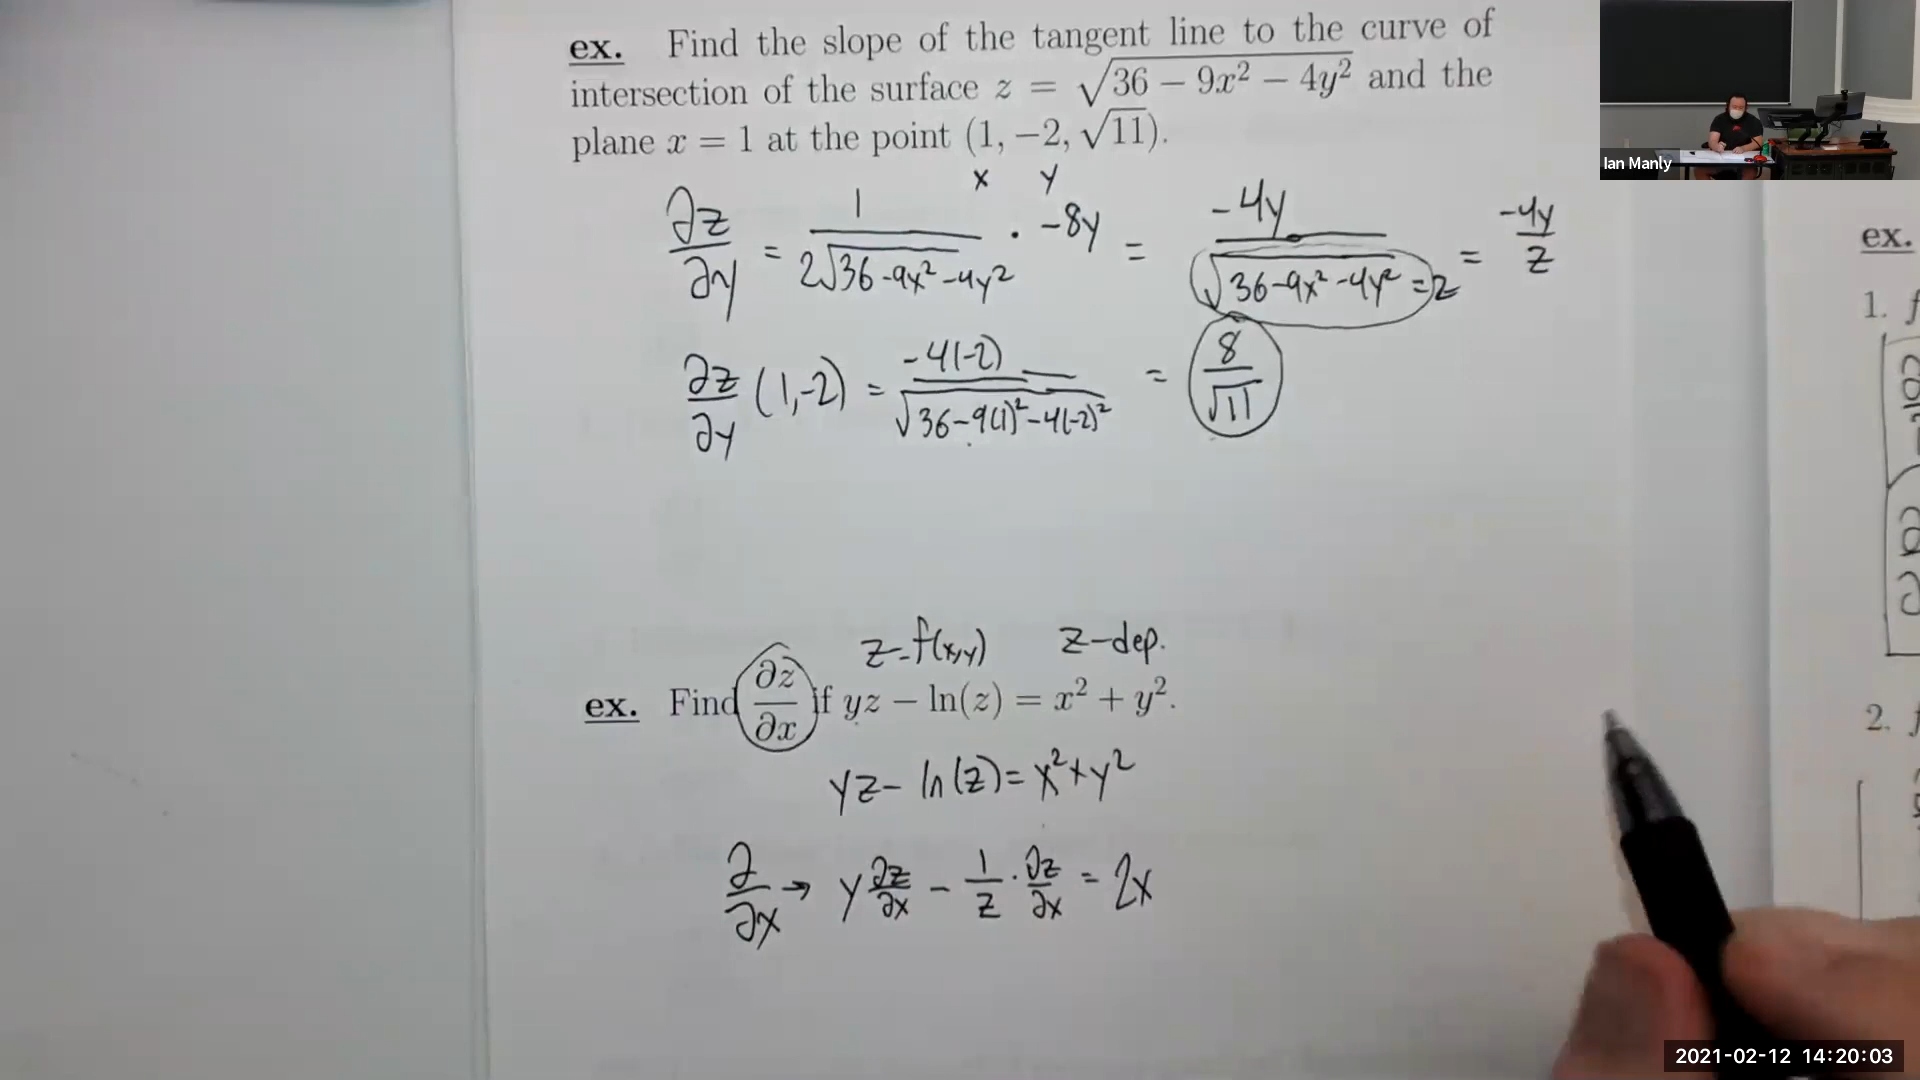 ex. Find the slope of the tangent line to the curve of
intersection of the surface z = √(36 − 9x² − 4y²) and the
plane x = 1 at the point (1, −2, √11).
x y
∂z/∂y = 1/(2√(36-9x²-4y²)) · -8y = -4y/√(36-9x²-4y²) = z = -4y/z
∂z/∂y (1,-2) = -4(-2)/√(36-9(1)²-4(-2)²) = 8/√11
z=f(x,y) z-dep.
ex. Find ∂z/∂x if yz − ln(z) = x² + y².
yz- ln(z)=x²+y²
∂/∂x → y ∂z/∂x - 1/z · ∂z/∂x = 2x
Ian Manly
ex.
1. f
2. f
2021-02-12 14:20:03